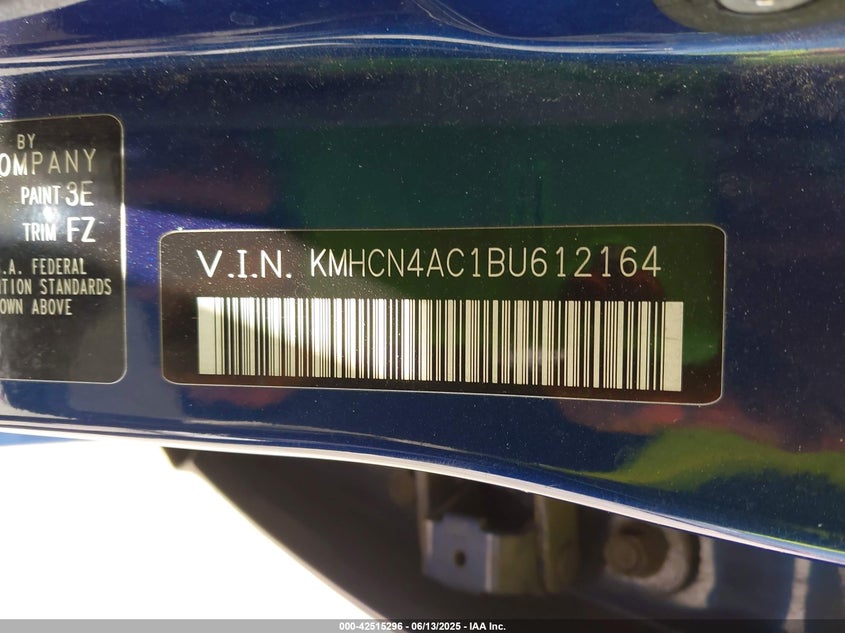 BY
OMPANY
PAINT 3E
TRIM FZ
.A. FEDERAL
TION STANDARDS
OWN ABOVE
V.I.N. KMHCN4AC1BU612164
000-42515296 - 06/13/2025 - IAA Inc.